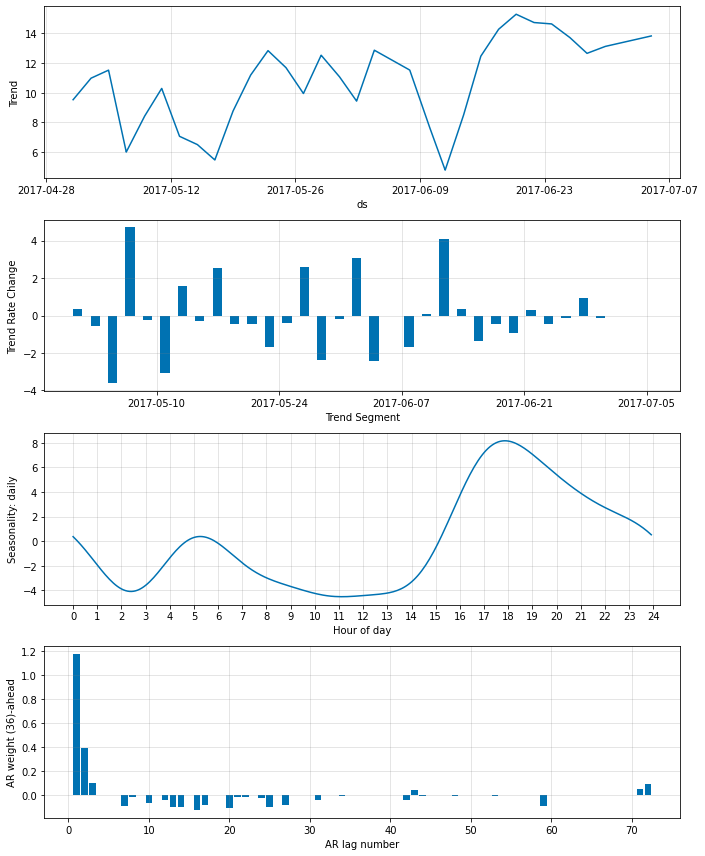 14
12
10
8
6
Trend
2017-04-28 2017-05-12 2017-05-26 2017-06-09 2017-06-23 2017-07-07
ds
4
2
0
−2
−4
Trend Rate Change
2017-05-10 2017-05-24 2017-06-07 2017-06-21 2017-07-05
Trend Segment
8
6
4
2
0
−2
−4
Seasonality: daily
0 1 2 3 4 5 6 7 8 9 10 11 12 13 14 15 16 17 18 19 20 21 22 23 24
Hour of day
1.2
1.0
0.8
0.6
0.4
0.2
0.0
AR weight (36)-ahead
0 10 20 30 40 50 60 70
AR lag number